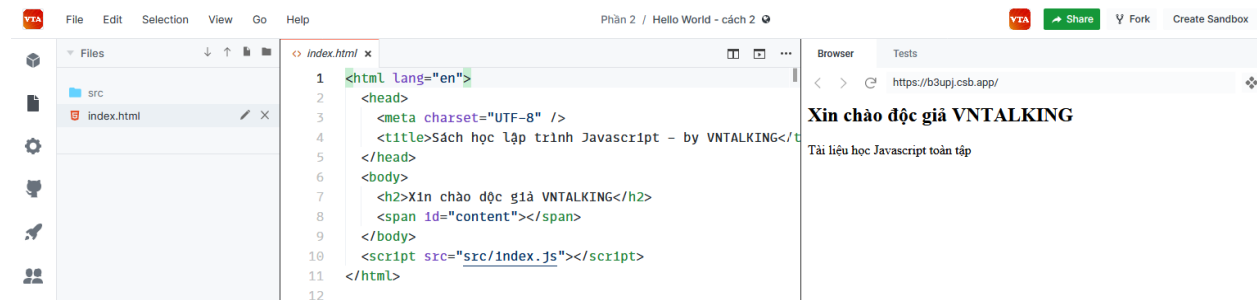 VTA File Edit Selection View Go Help Phần 2 / Hello World - cách 2 VTA Share Fork Create Sandbox
Files
src
index.html
index.html
1 <html lang="en">
2 <head>
3 <meta charset="UTF-8" />
4 <title>Sách học lập trình Javascript – by VNTALKING</t
5 </head>
6 <body>
7 <h2>Xin chào độc giả VNTALKING</h2>
8 <span id="content"></span>
9 </body>
10 <script src="src/index.js"></script>
11 </html>
12
Browser Tests
https://b3upj.csb.app/
Xin chào độc giả VNTALKING
Tài liệu học Javascript toàn tập